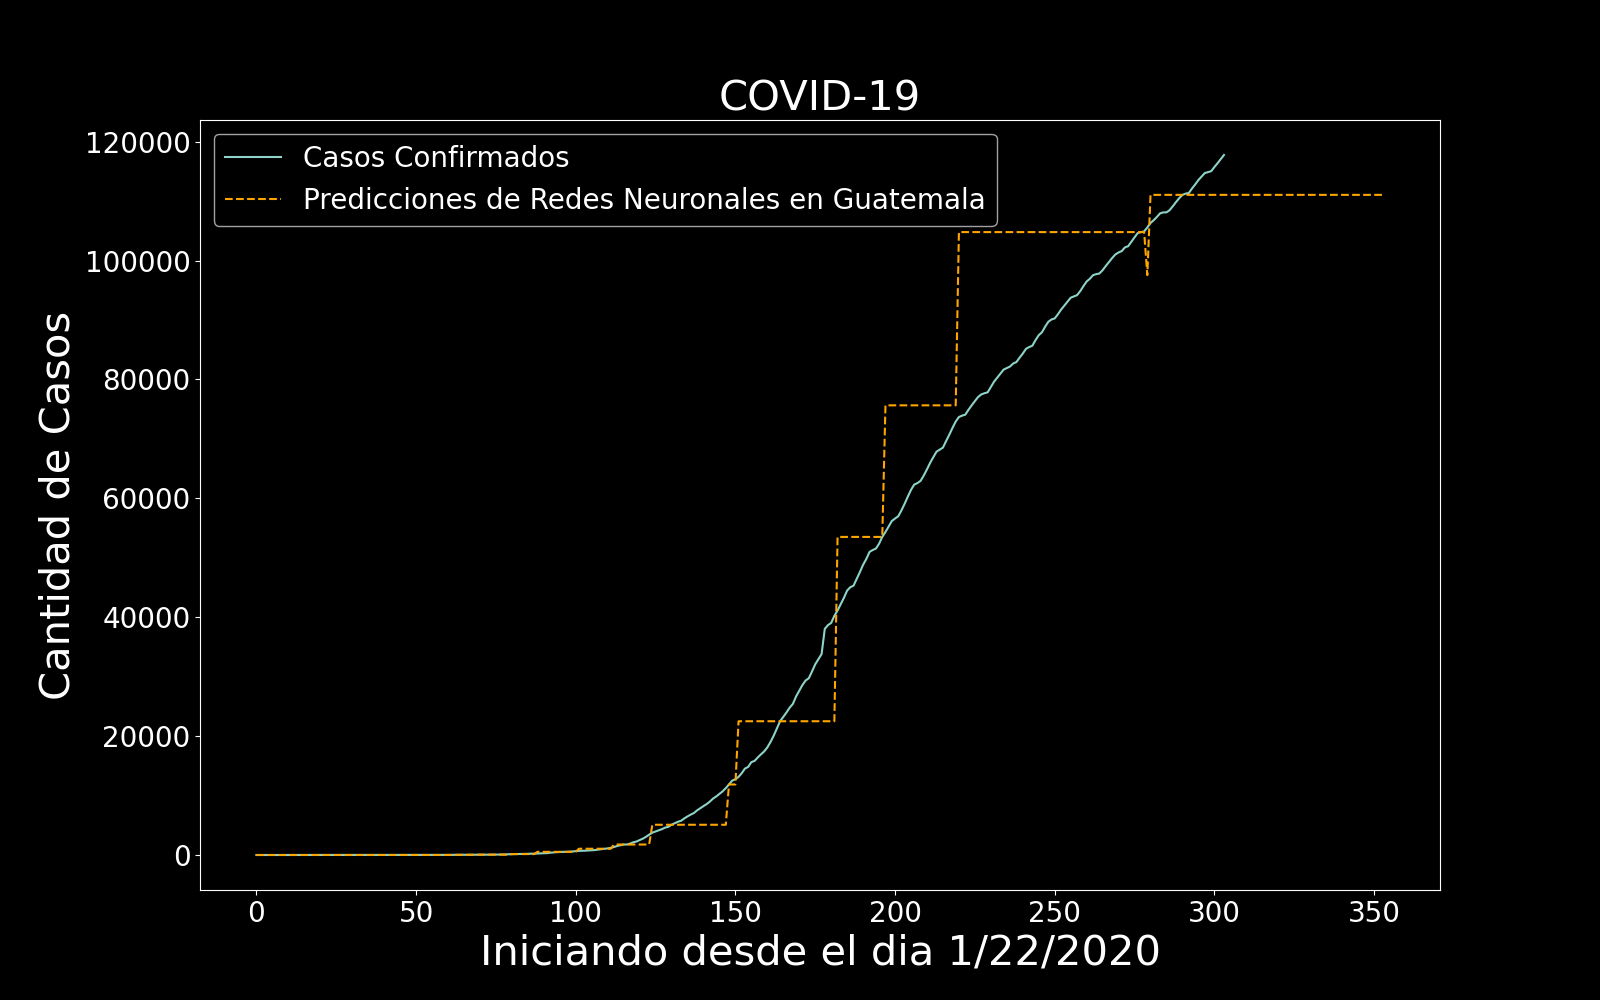 COVID-19
Casos Confirmados
Predicciones de Redes Neuronales en Guatemala
120000
100000
80000
60000
40000
20000
0
Cantidad de Casos
0 50 100 150 200 250 300 350
Iniciando desde el dia 1/22/2020